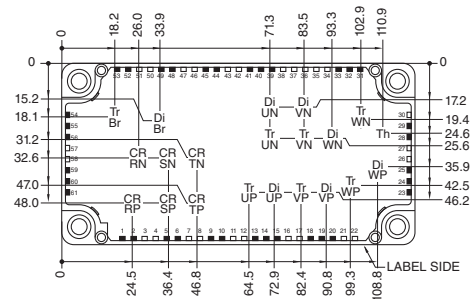 0 18.2 26.0 33.9 71.3 83.5 93.3 102.9 110.9
0 0
53 52 51 50 49 48 47 46 45 44 43 42 41 40 39 38 37 36 35 34 33 32 31
15.2 Di Di 17.2
54 Tr Di UN VN Tr 30 19.4
18.1 55 Br Br WN 29
56 Tr Tr Di Th 28 24.6
31.2 UN VN WN 25.6
57 CR CR CR 27
32.6 58 RN SN TN 26
59 Di 25 35.9
47.0 60 Tr Di Tr Di Tr WP 24 42.5
48.0 61 CR CR CR UP UP VP VP WP 23 46.2
RP SP TP
1 2 3 4 5 6 7 8 9 10 11 12 13 14 15 16 17 18 19 20 21 22
LABEL SIDE
0 24.5 36.4 46.8 64.5 72.9 82.4 90.8 99.3 108.8